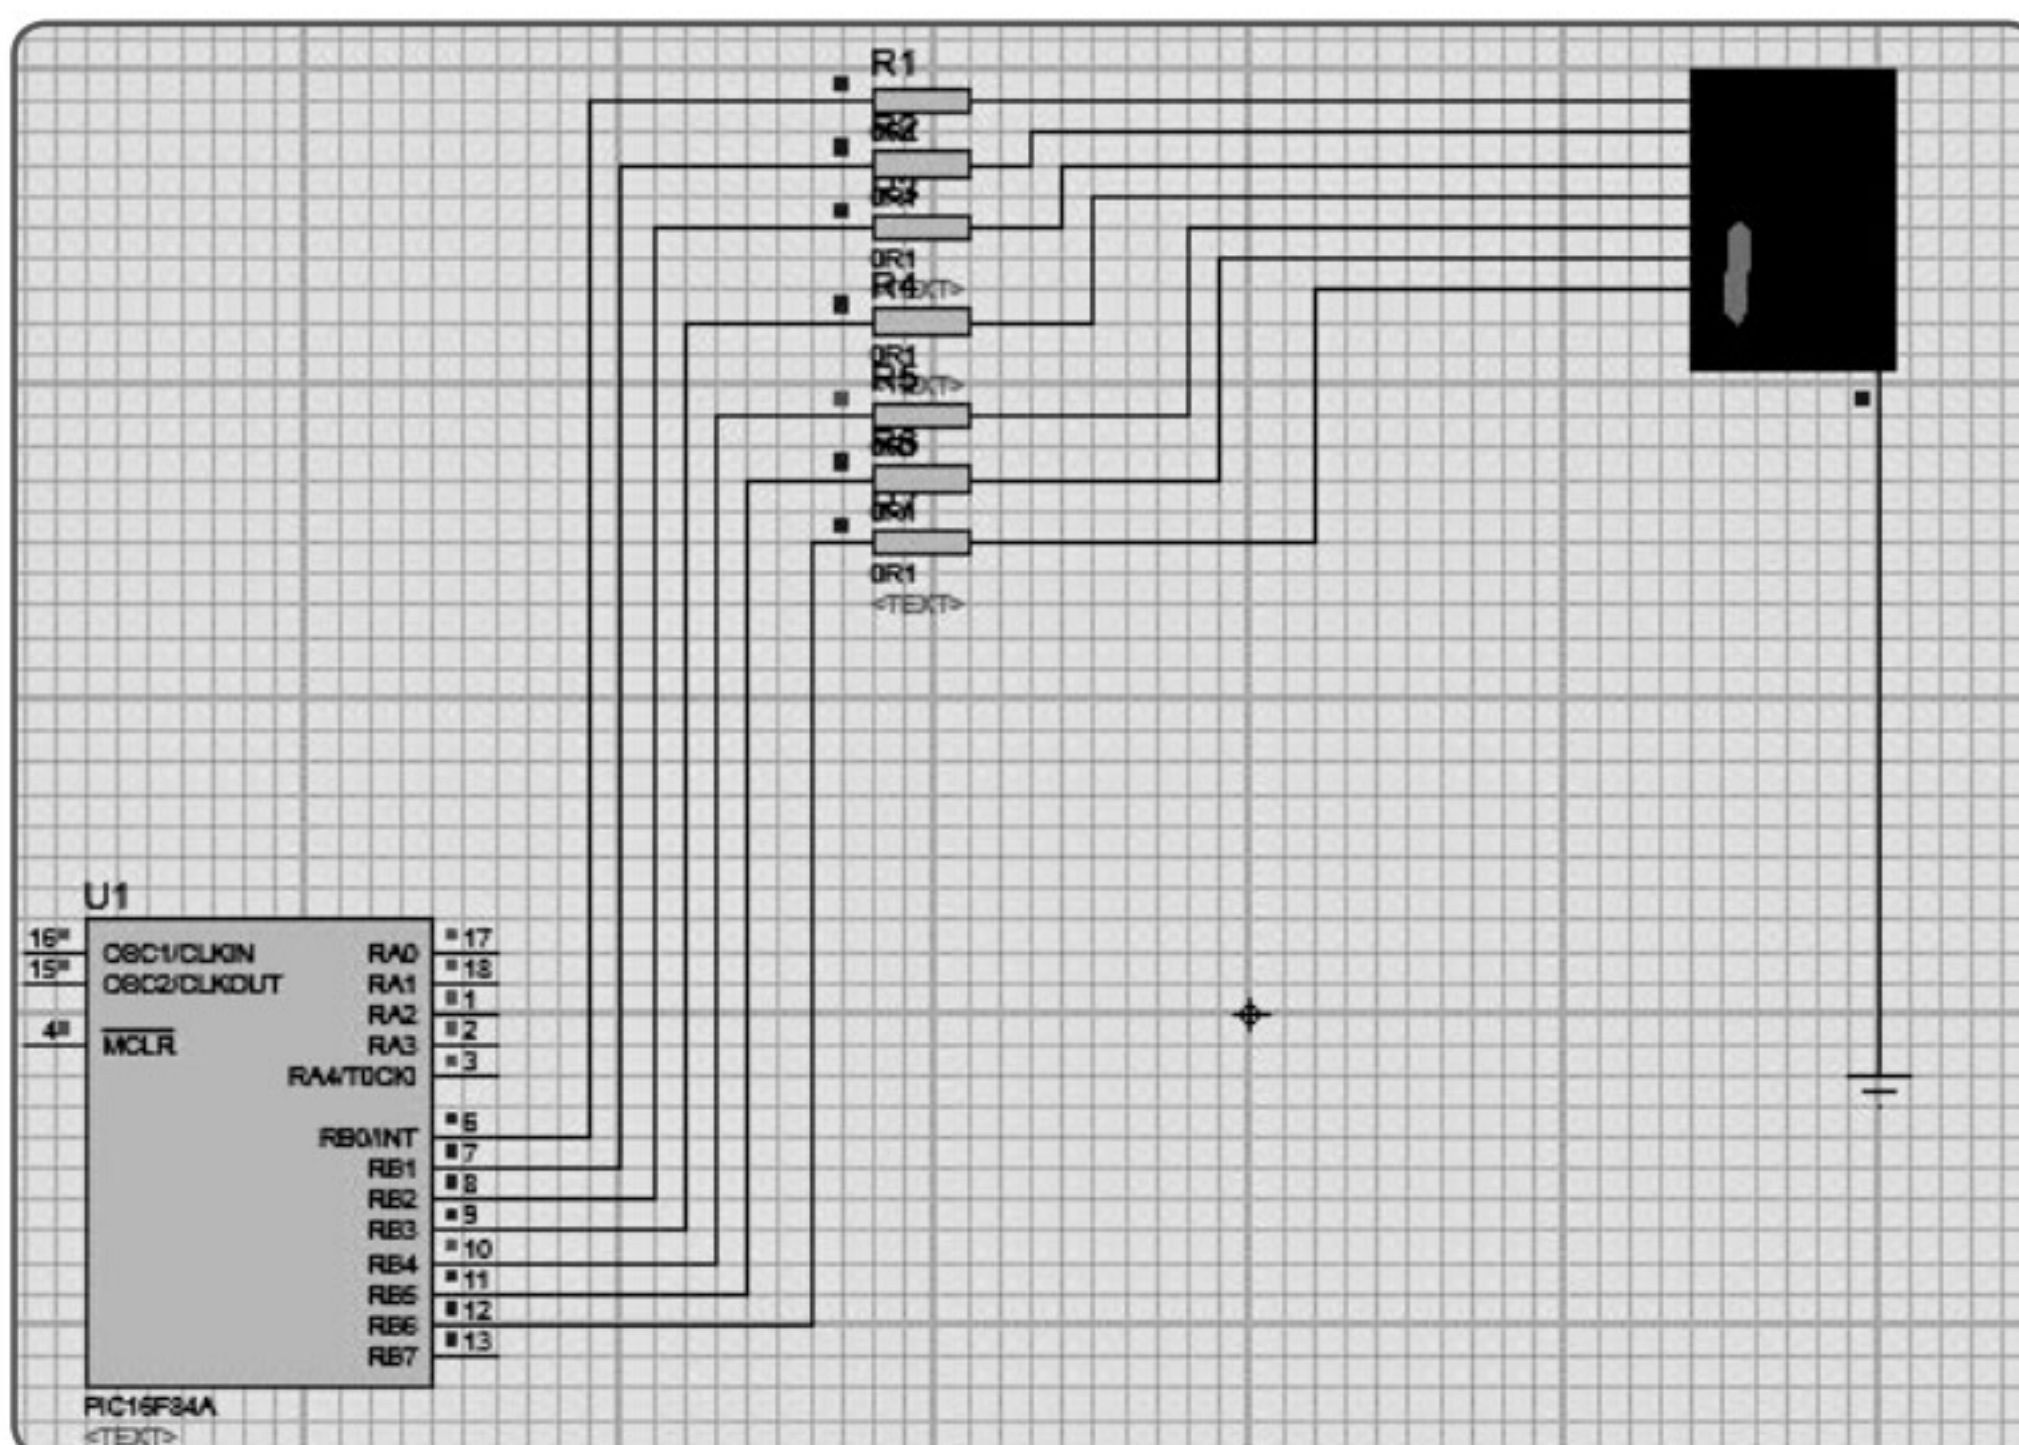 R1
0R1
R4
0R1
0R1
<TEXT>
U1
16
15
4
OSC1/CLKIN
OSC2/CLKOUT
MCLR
RA0
RA1
RA2
RA3
RA4/T0CKI
RB0/INT
RB1
RB2
RB3
RB4
RB5
RB6
RB7
17
18
1
2
3
6
7
8
9
10
11
12
13
PIC16F84A
<TEXT>